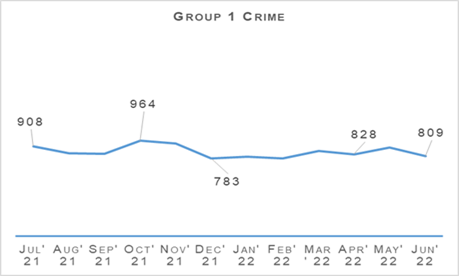 GROUP 1 CRIME
964
908
828
809
783
JUL' AUG' SEP' OCT' NOV' DEC' JAN' FEB' MAR APR' MAY' JUN'
21 21 21 21 21 21 22 22 ' 22 22 22 22